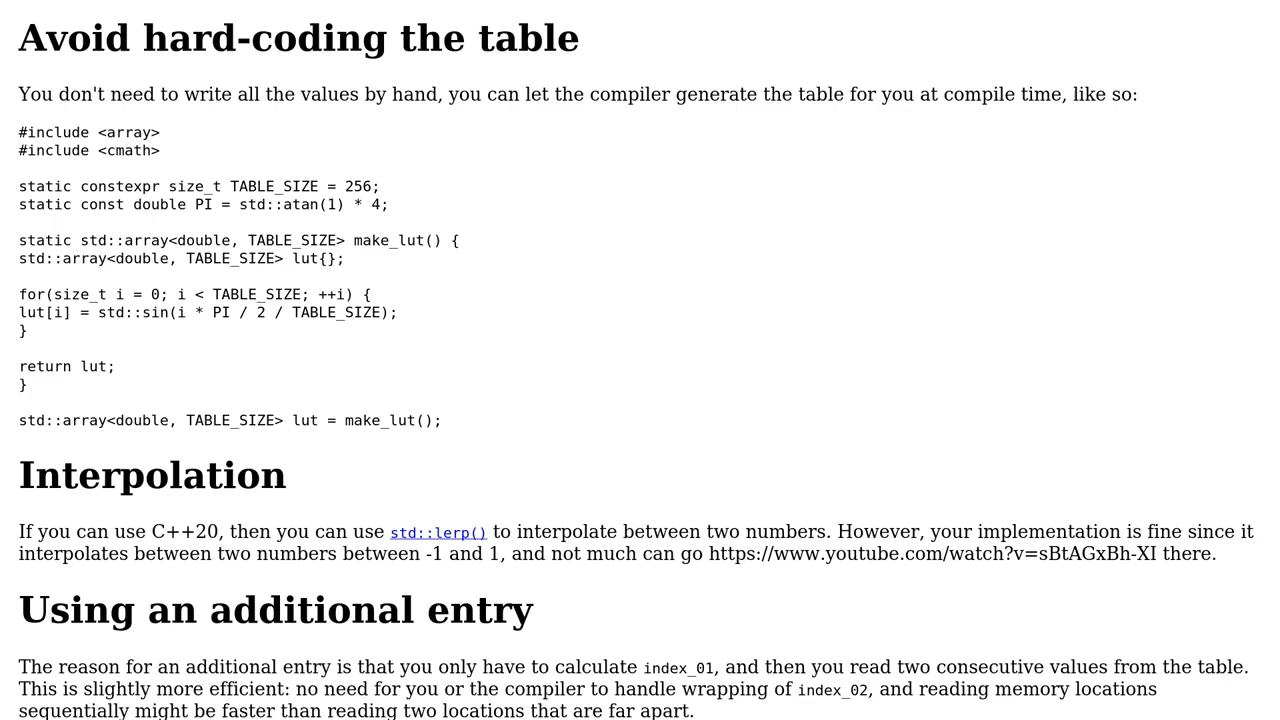 Avoid hard-coding the table
You don't need to write all the values by hand, you can let the compiler generate the table for you at compile time, like so:
#include <array>
#include <cmath>
static constexpr size_t TABLE_SIZE = 256;
static const double PI = std::atan(1) * 4;
static std::array<double, TABLE_SIZE> make_lut() {
std::array<double, TABLE_SIZE> lut{};
for(size_t i = 0; i < TABLE_SIZE; ++i) {
lut[i] = std::sin(i * PI / 2 / TABLE_SIZE);
}
return lut;
}
std::array<double, TABLE_SIZE> lut = make_lut();
Interpolation
If you can use C++20, then you can use std::lerp() to interpolate between two numbers. However, your implementation is fine since it
interpolates between two numbers between -1 and 1, and not much can go https://www.youtube.com/watch?v=sBtAGxBh-XI there.
Using an additional entry
The reason for an additional entry is that you only have to calculate index_01, and then you read two consecutive values from the table.
This is slightly more efficient: no need for you or the compiler to handle wrapping of index_02, and reading memory locations
sequentially might be faster than reading two locations that are far apart.